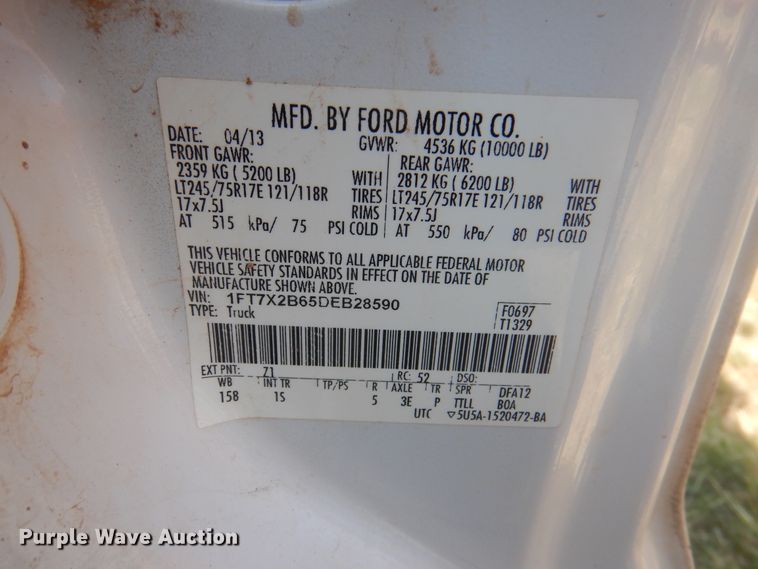 MFD. BY FORD MOTOR CO.
DATE: 04/13 GVWR: 4536 KG (10000 LB)
FRONT GAWR: REAR GAWR:
2359 KG ( 5200 LB) WITH 2812 KG ( 6200 LB) WITH
LT245/75R17E 121/118R TIRES LT245/75R17E 121/118R TIRES
17x7.5J RIMS 17x7.5J RIMS
AT 515 kPa/ 75 PSI COLD AT 550 kPa/ 80 PSI COLD
THIS VEHICLE CONFORMS TO ALL APPLICABLE FEDERAL MOTOR
VEHICLE SAFETY STANDARDS IN EFFECT ON THE DATE OF
MANUFACTURE SHOWN ABOVE.
VIN: 1FT7X2B65DEB28590 F0697
TYPE: Truck T1329
EXT PNT: Z1 RC: 52 DSO:
WB INT TR TP/PS R AXLE TR SPR DFA12
158 1S 5 3E P TTLL BOA
UTC ▽5U5A-1520472-BA
Purple Wave Auction